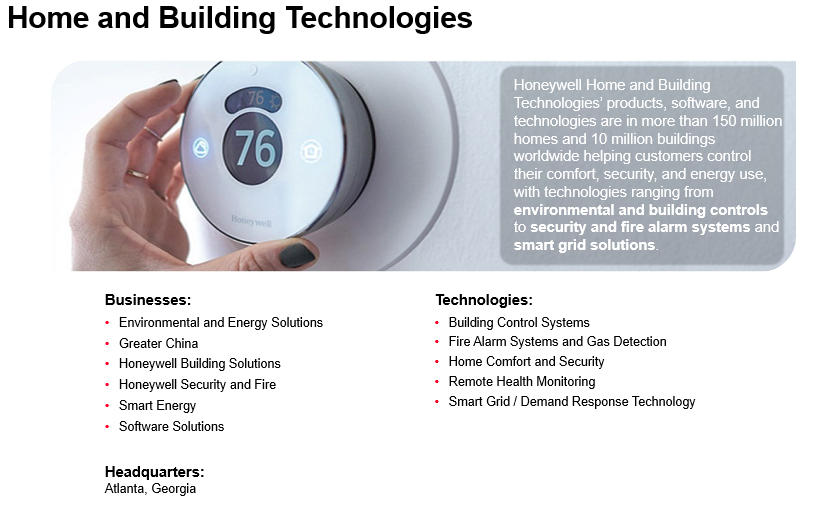 Home and Building Technologies
76
76
Honeywell
Honeywell Home and Building
Technologies' products, software, and
technologies are in more than 150 million
homes and 10 million buildings
worldwide helping customers control
their comfort, security, and energy use,
with technologies ranging from
environmental and building controls
to security and fire alarm systems and
smart grid solutions.
Businesses:
• Environmental and Energy Solutions
• Greater China
• Honeywell Building Solutions
• Honeywell Security and Fire
• Smart Energy
• Software Solutions
Headquarters:
Atlanta, Georgia
Technologies:
• Building Control Systems
• Fire Alarm Systems and Gas Detection
• Home Comfort and Security
• Remote Health Monitoring
• Smart Grid / Demand Response Technology